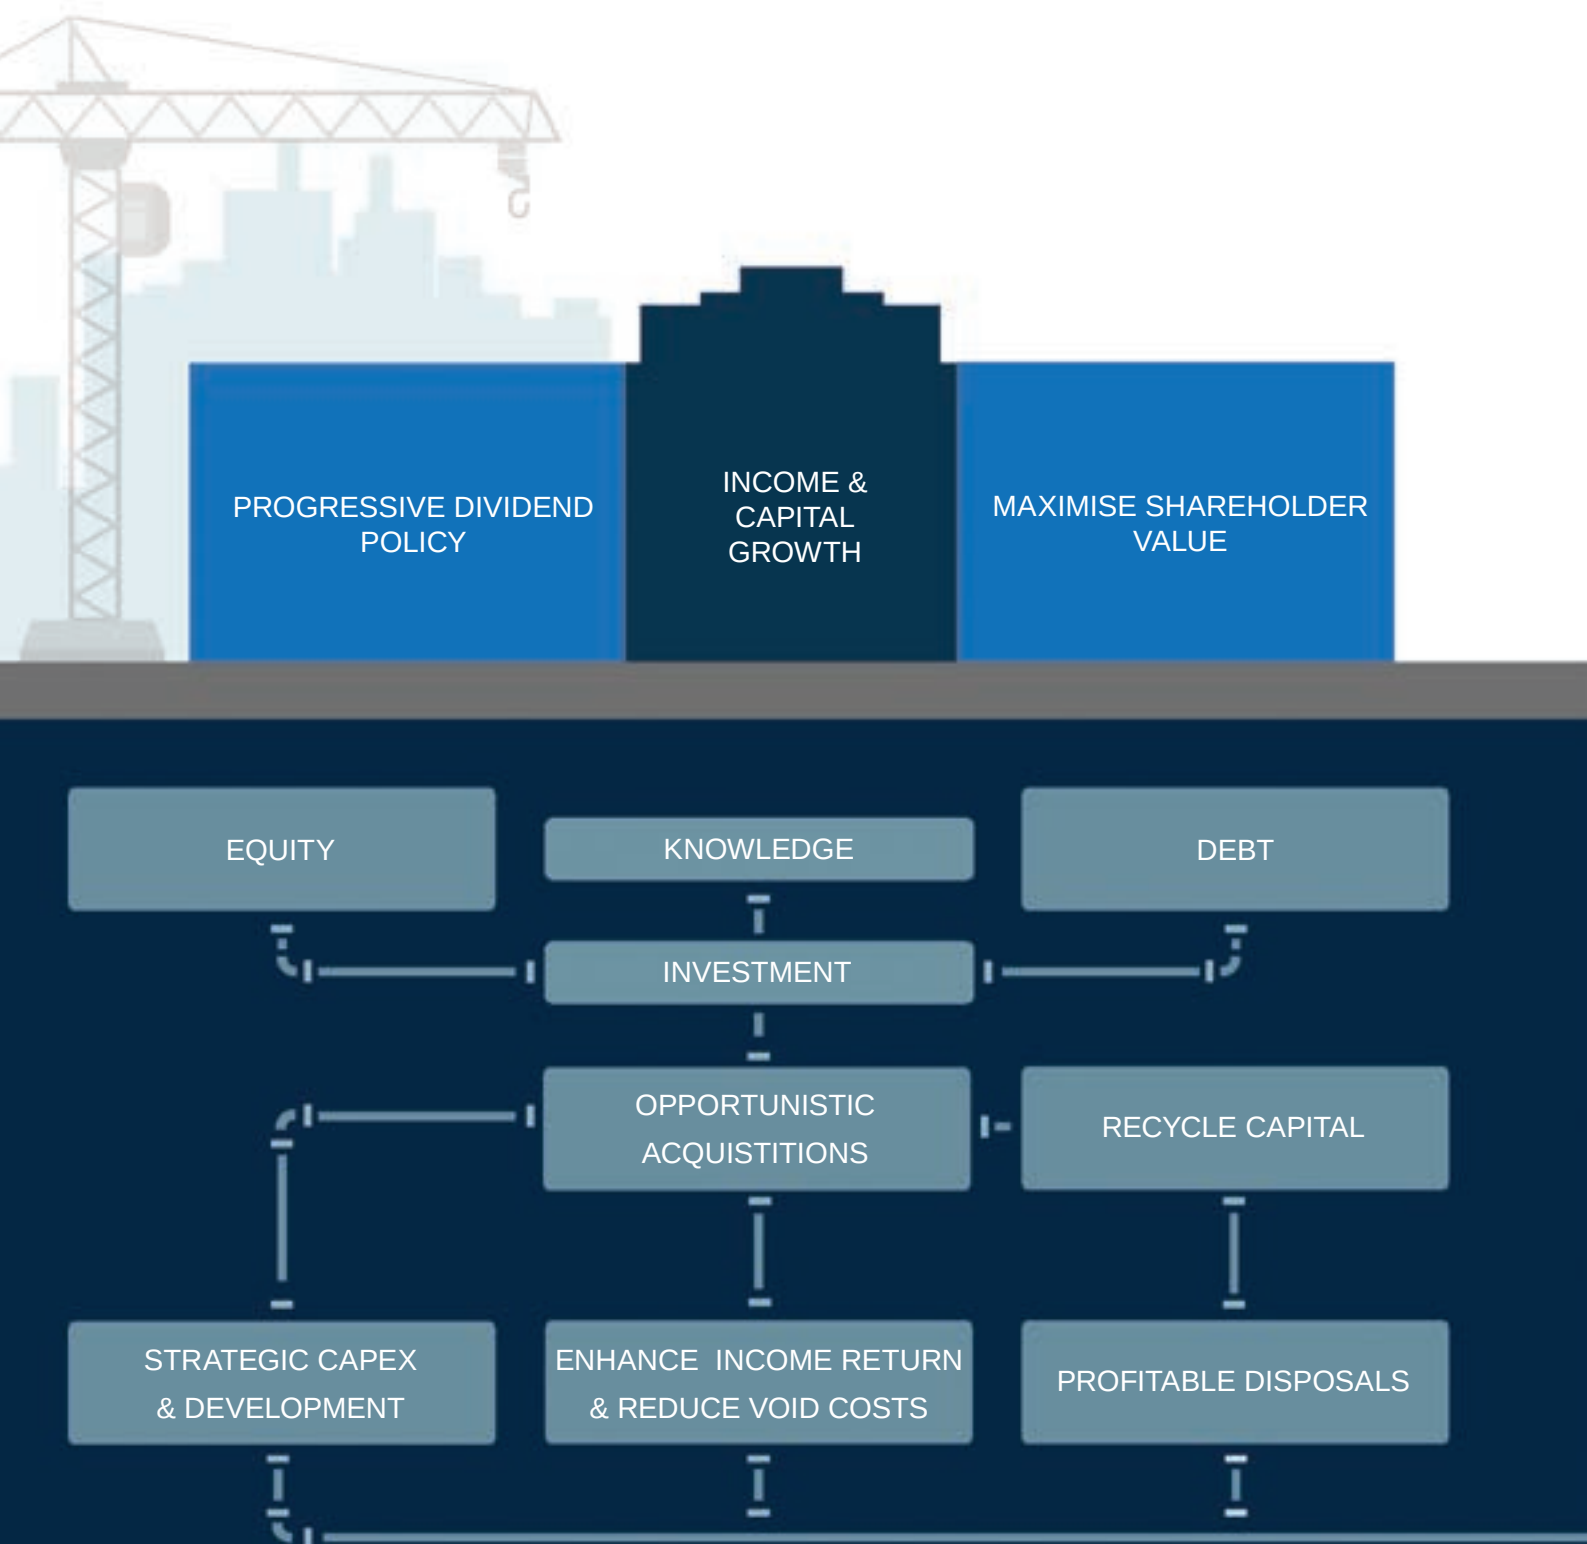 PROGRESSIVE DIVIDEND
POLICY
INCOME &
CAPITAL
GROWTH
MAXIMISE SHAREHOLDER
VALUE
EQUITY
KNOWLEDGE
DEBT
INVESTMENT
OPPORTUNISTIC
ACQUISTITIONS
RECYCLE CAPITAL
STRATEGIC CAPEX
& DEVELOPMENT
ENHANCE  INCOME RETURN
& REDUCE VOID COSTS
PROFITABLE DISPOSALS